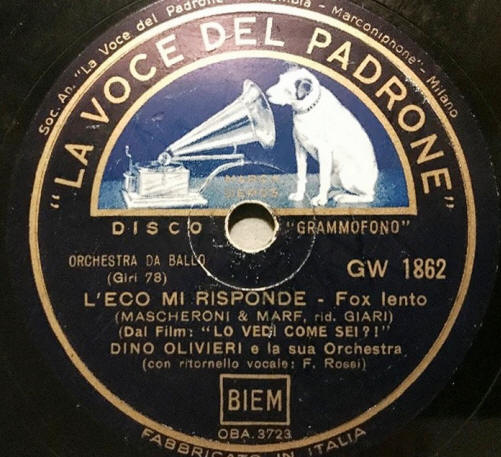 Soc. An. "La Voce del Padrone - Marconiphone" - Milano
"LA VOCE DEL PADRONE"
DISCO "GRAMMOFONO"
ORCHESTRA DA BALLO
(Giri 78)
GW 1862
L'ECO MI RISPONDE - Fox lento
(MASCHERONI & MARF, rid. GIARI)
(Dal Film: "LO VEDI COME SEI?!"
DINO OLIVIERI e la sua Orchestra
(con ritornello vocale: F. Rossi)
BIEM
OBA.3723
FABBRICATO IN ITALIA